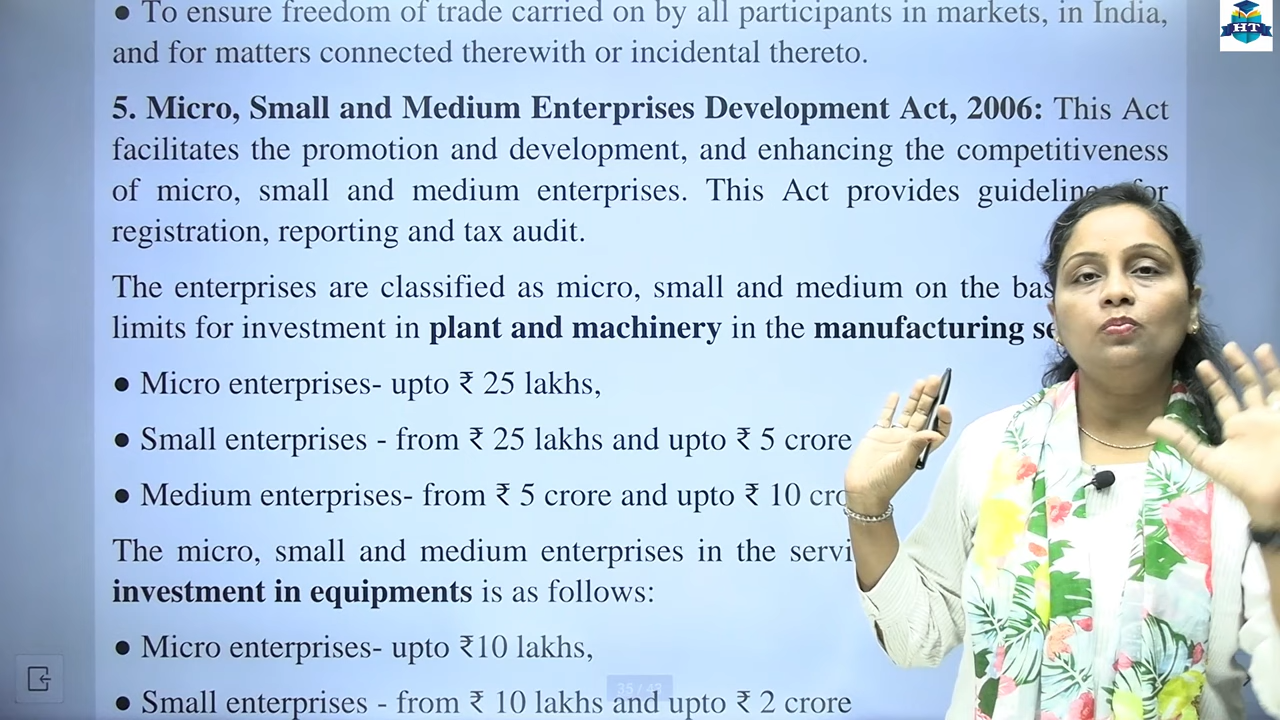 ● To ensure freedom of trade carried on by all participants in markets, in India,
and for matters connected therewith or incidental thereto.
5. Micro, Small and Medium Enterprises Development Act, 2006: This Act
facilitates the promotion and development, and enhancing the competitiveness
of micro, small and medium enterprises. This Act provides guidelines for
registration, reporting and tax audit.
The enterprises are classified as micro, small and medium on the
limits for investment in plant and machinery in the manufacturing
● Micro enterprises- upto ₹ 25 lakhs,
● Small enterprises - from ₹ 25 lakhs and upto ₹ 5 crore
● Medium enterprises- from ₹ 5 crore and upto ₹ 10
The micro, small and medium enterprises in the
investment in equipments is as follows:
● Micro enterprises- upto ₹10 lakhs,
● Small enterprises - from ₹ 10 lakhs and upto ₹ 2 crore
HT